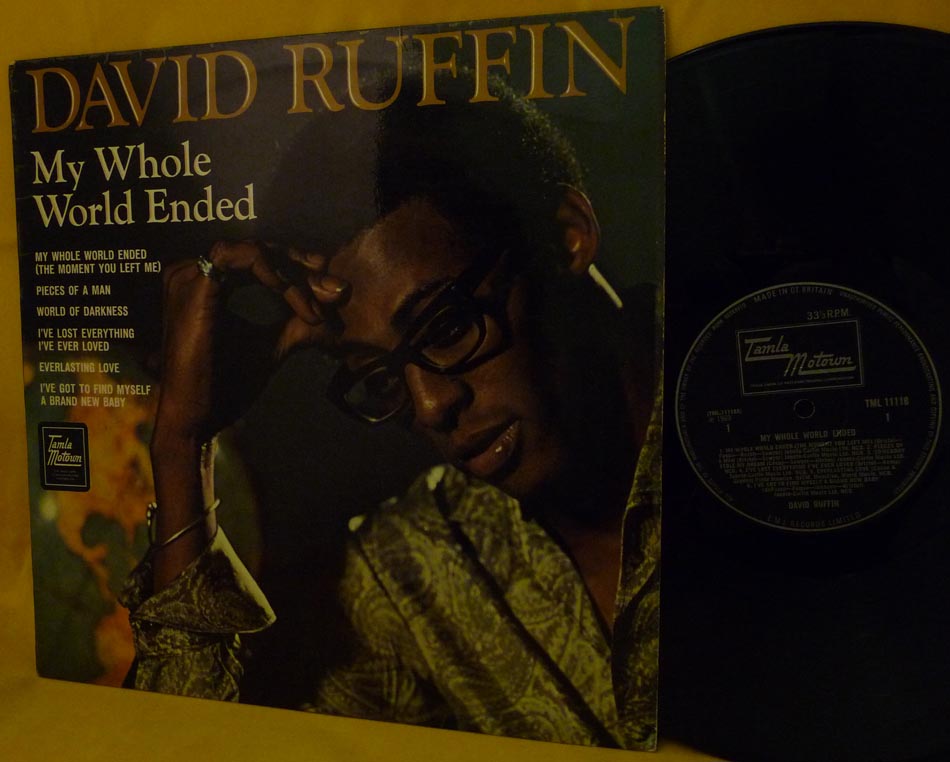 DAVID RUFFIN
My Whole
World Ended
MY WHOLE WORLD ENDED
(THE MOMENT YOU LEFT ME)
PIECES OF A MAN
WORLD OF DARKNESS
I'VE LOST EVERYTHING
I'VE EVER LOVED
EVERLASTING LOVE
I'VE GOT TO FIND MYSELF
A BRAND NEW BABY
Tamla
Motown
MADE IN GT. BRITAIN
33⅓ R.P.M.
Tamla
Motown
TML 11118
1
1
MY WHOLE WORLD ENDED
DAVID RUFFIN
E.M.I. RECORDS LIMITED